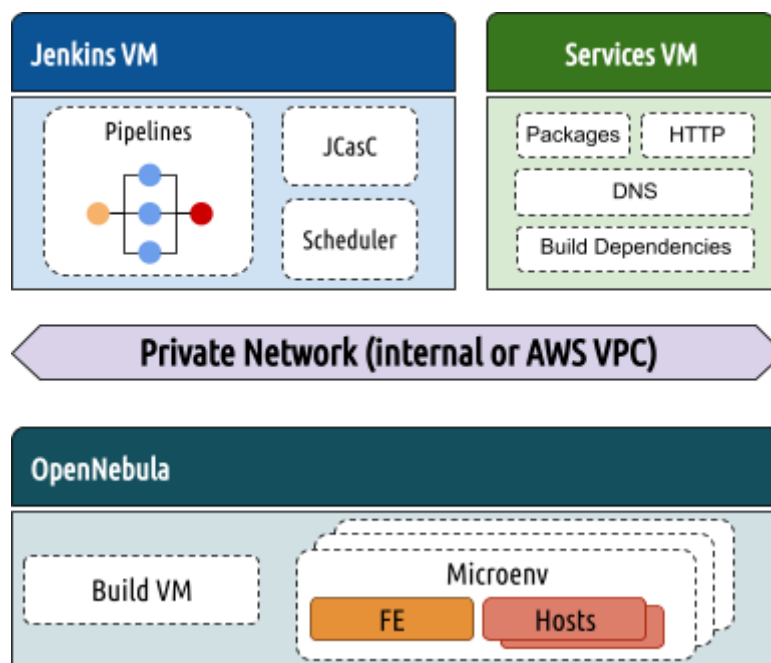 Jenkins VM
Services VM
Pipelines
JCasC
Scheduler
Packages
HTTP
DNS
Build Dependencies
Private Network (internal or AWS VPC)
OpenNebula
Build VM
Microenv
FE
Hosts